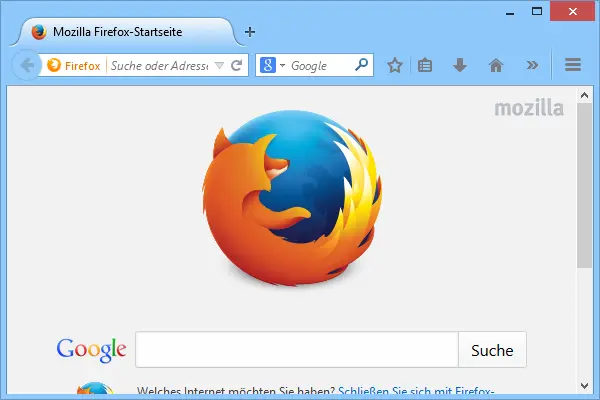 Mozilla Firefox-Startseite
Firefox
Suche oder Adresse
Google
mozilla
Google
Suche
Welches Internet möchten Sie haben? Schließen Sie sich mit Firefox-